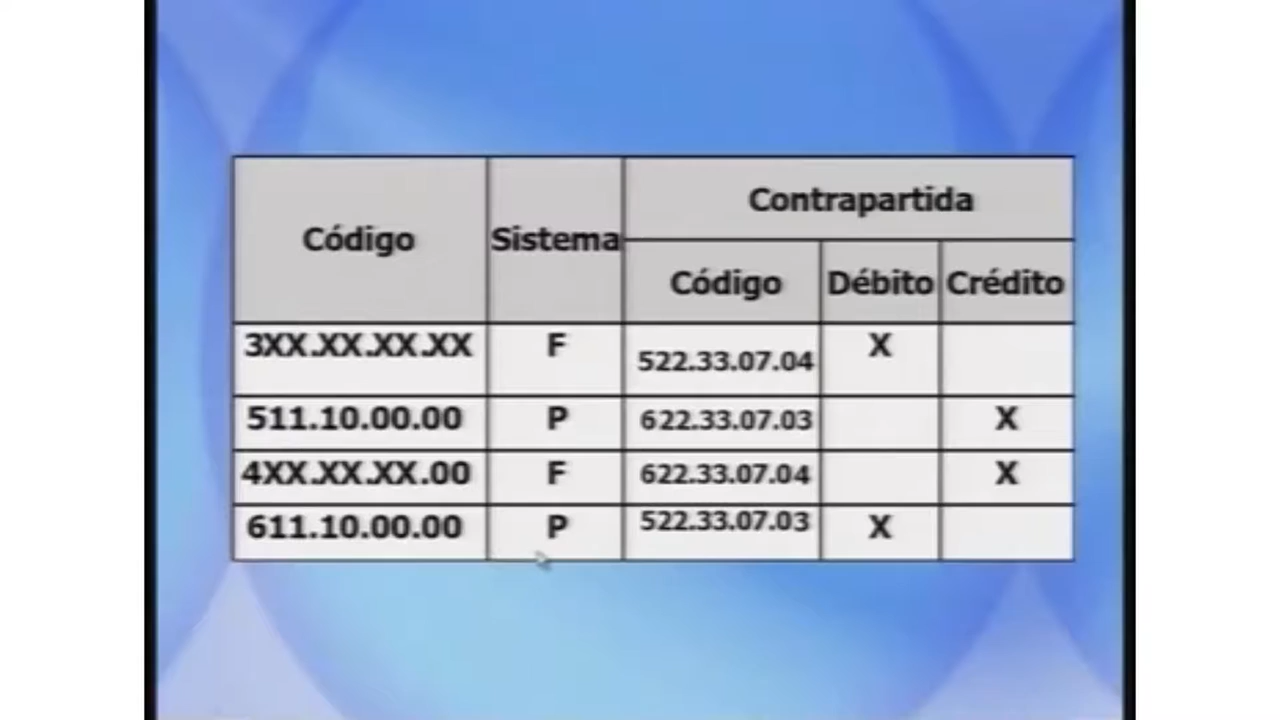 Código Sistema Contrapartida
Código Débito Crédito
3XX.XX.XX.XX F 522.33.07.04 X
511.10.00.00 P 622.33.07.03 X
4XX.XX.XX.00 F 622.33.07.04 X
611.10.00.00 P 522.33.07.03 X